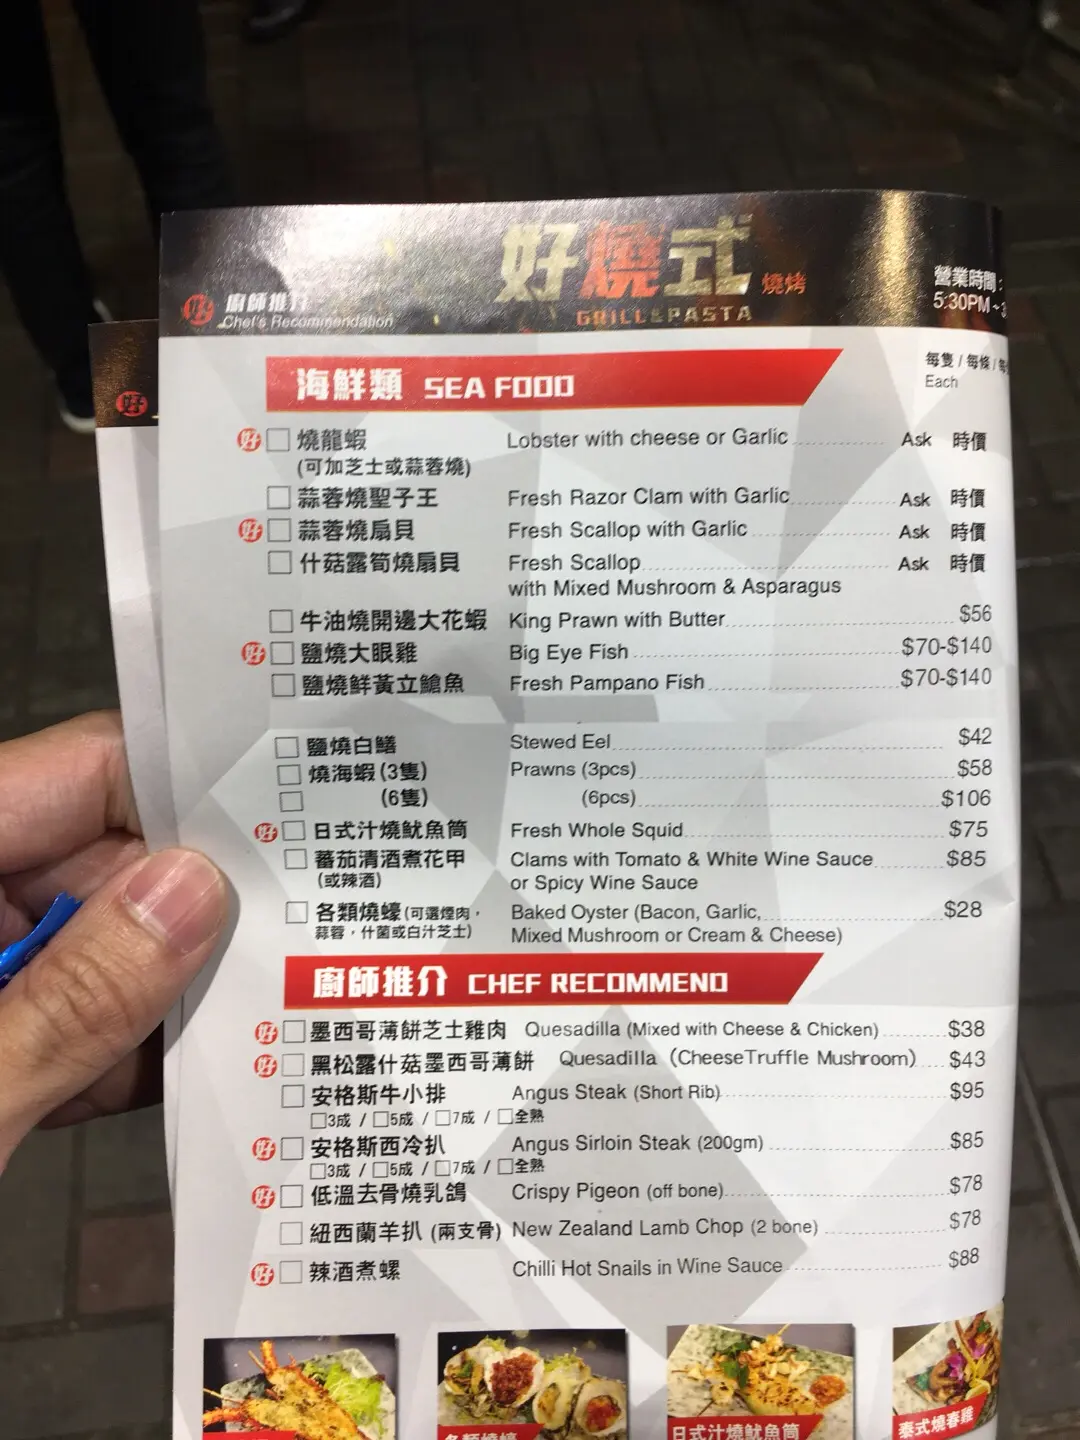 好燒式 燒烤
GRILL & PASTA
好 廚師推介
Chef's Recommendation
營業時間:
5:30PM ~
每隻 / 每條 /
Each
好
海鮮類 SEA FOOD
好 燒龍蝦 Lobster with cheese or Garlic Ask 時價
(可加芝士或蒜蓉燒)
蒜蓉燒聖子王 Fresh Razor Clam with Garlic Ask 時價
好 蒜蓉燒扇貝 Fresh Scallop with Garlic Ask 時價
什菇露筍燒扇貝 Fresh Scallop Ask 時價
with Mixed Mushroom & Asparagus
牛油燒開邊大花蝦 King Prawn with Butter $56
好 鹽燒大眼雞 Big Eye Fish $70-$140
鹽燒鮮黃立鯧魚 Fresh Pampano Fish $70-$140
鹽燒白鱔 Stewed Eel $42
燒海蝦 (3隻) Prawns (3pcs) $58
(6隻) (6pcs) $106
好 日式汁燒魷魚筒 Fresh Whole Squid $75
蕃茄清酒煮花甲 Clams with Tomato & White Wine Sauce $85
(或辣酒) or Spicy Wine Sauce
各類燒蠔 (可選煙肉, Baked Oyster (Bacon, Garlic, $28
蒜蓉,什菌或白汁芝士) Mixed Mushroom or Cream & Cheese)
廚師推介 CHEF RECOMMEND
好 墨西哥薄餅芝士雞肉 Quesadilla (Mixed with Cheese & Chicken) $38
好 黑松露什菇墨西哥薄餅 Quesadilla (CheeseTruffle Mushroom) $43
安格斯牛小排 Angus Steak (Short Rib) $95
□3成 / □5成 / □7成 / □全熟
好 安格斯西冷扒 Angus Sirloin Steak (200gm) $85
□3成 / □5成 / □7成 / □全熟
好 低溫去骨燒乳鴿 Crispy Pigeon (off bone) $78
紐西蘭羊扒 (兩支骨) New Zealand Lamb Chop (2 bone) $78
好 辣酒煮螺 Chilli Hot Snails in Wine Sauce $88
各類燒蠔
日式汁燒魷魚筒
泰式燒春雞